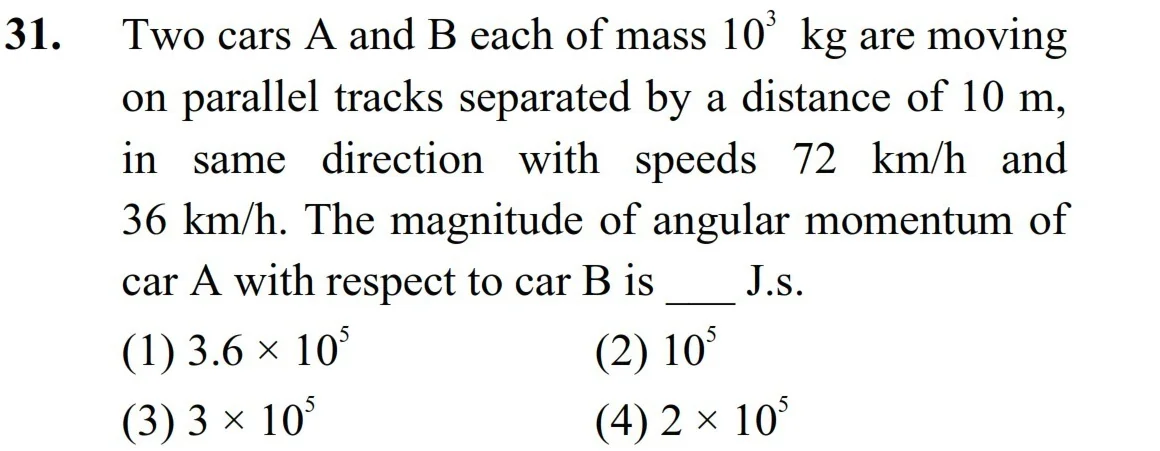 31. Two cars A and B each of mass 10³ kg are moving
on parallel tracks separated by a distance of 10 m,
in same direction with speeds 72 km/h and
36 km/h. The magnitude of angular momentum of
car A with respect to car B is ___ J.s.
(1) 3.6 × 10⁵ (2) 10⁵
(3) 3 × 10⁵ (4) 2 × 10⁵